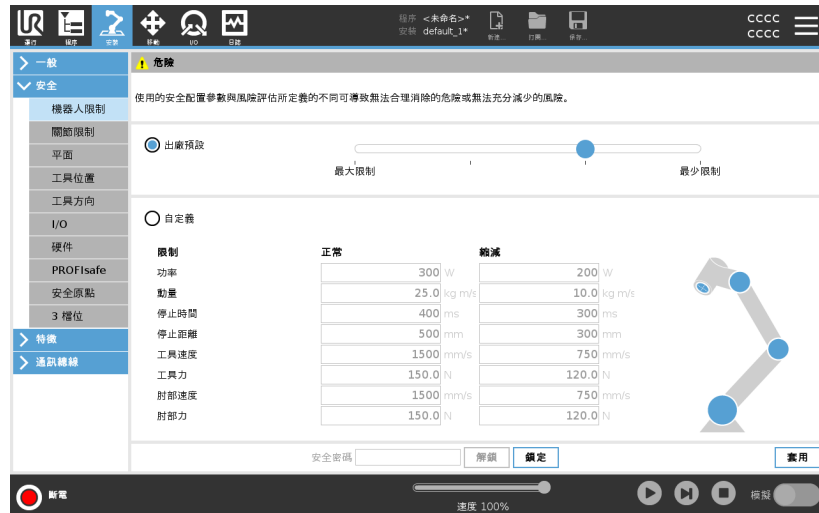 UR
程序 <未命名>*
安裝 default_1*
cccc
cccc
運行
程序
安裝
移動
I/O
日誌
新建...
打開...
保存...
一般
安全
機器人限制
關節限制
平面
工具位置
工具方向
I/O
硬件
PROFIsafe
安全原點
3 檔位
特徵
通訊總線
危險
使用的安全配置參數與風險評估所定義的不同可導致無法合理消除的危險或無法充分減少的風險。
出廠預設
最大限制 最少限制
自定義
限制 正常 縮減
功率 300 W 200 W
動量 25.0 kg m/s 10.0 kg m/s
停止時間 400 ms 300 ms
停止距離 500 mm 300 mm
工具速度 1500 mm/s 750 mm/s
工具力 150.0 N 120.0 N
肘部速度 1500 mm/s 750 mm/s
肘部力 150.0 N 120.0 N
安全密碼 解鎖 鎖定 套用
斷電
速度 100%
模擬